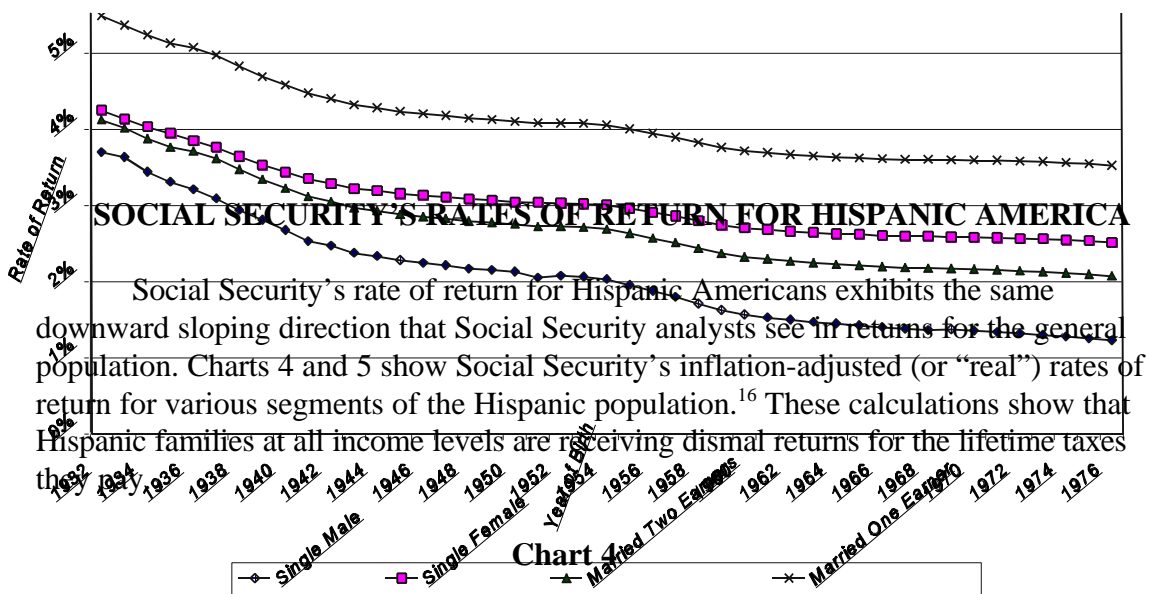 5%
4%
3%
2%
1%
0%
Rate of Return
SOCIAL SECURITY’S RATES OF RETURN FOR HISPANIC AMERICA
Social Security’s rate of return for Hispanic Americans exhibits the same
downward sloping direction that Social Security analysts see in returns for the general
population. Charts 4 and 5 show Social Security’s inflation-adjusted (or “real”) rates of
return for various segments of the Hispanic population.16 These calculations show that
Hispanic families at all income levels are receiving dismal returns for the lifetime taxes
they pay.
1932 1934 1936 1938 1940 1942 1944 1946 1948 1950 1952 1954 1956 1958 1960 1962 1964 1966 1968 1970 1972 1974 1976
Years of Birth
Chart 4
Single Male Single Female Married Two Earners Married One Earner